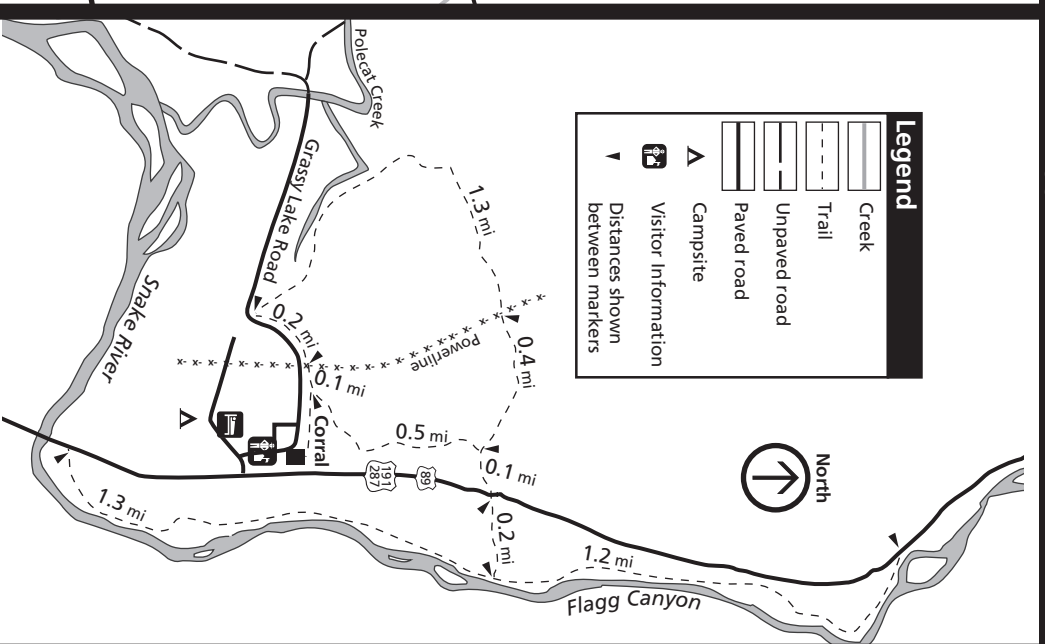 Legend
Creek
Trail
Unpaved road
Paved road
Campsite
Visitor Information
Distances shown
between markers
North
Polecat Creek
Grassy Lake Road
Snake River
Powerline
Corral
Flagg Canyon
1.3 mi
0.4 mi
0.2 mi
0.1 mi
0.5 mi
0.1 mi
0.2 mi
1.2 mi
1.3 mi
89
191
287